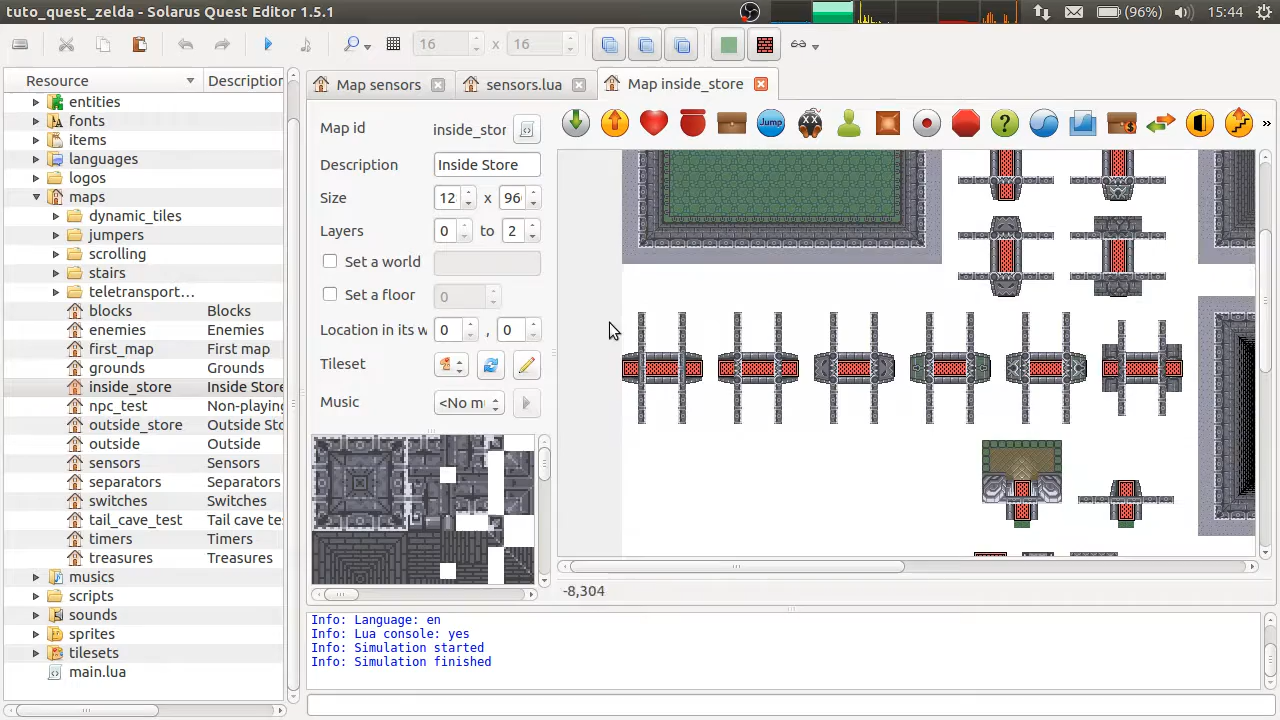 tuto_quest_zelda - Solarus Quest Editor 1.5.1
(96%)
15:44
16 x 16
Resource Description
Map sensors
sensors.lua
Map inside_store
entities
fonts
items
languages
logos
maps
dynamic_tiles
jumpers
scrolling
stairs
teletransport...
blocks Blocks
enemies Enemies
first_map First map
grounds Grounds
inside_store Inside Store
npc_test Non-playing
outside_store Outside Sto
outside Outside
sensors Sensors
separators Separators
switches Switches
tail_cave_test Tail cave te
timers Timers
treasures Treasures
musics
scripts
sounds
sprites
tilesets
main.lua
Map id inside_stor
Description Inside Store
Size 12 x 96
Layers 0 to 2
Set a world
Set a floor 0
Location in its w 0 , 0
Tileset
Music <No mu
Jump
?
$
»
-8,304
Info: Language: en
Info: Lua console: yes
Info: Simulation started
Info: Simulation finished